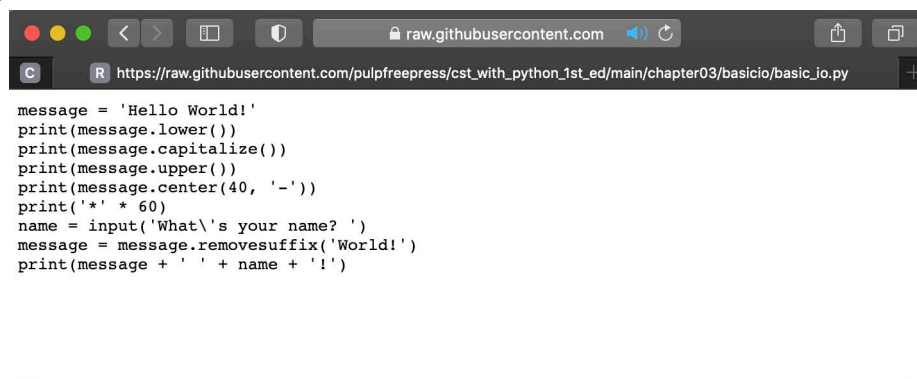 raw.githubusercontent.com
C
R https://raw.githubusercontent.com/pulpfreepress/cst_with_python_1st_ed/main/chapter03/basicio/basic_io.py
message = 'Hello World!'
print(message.lower())
print(message.capitalize())
print(message.upper())
print(message.center(40, '-'))
print('*' * 60)
name = input('What\'s your name? ')
message = message.removesuffix('World!')
print(message + ' ' + name + '!')